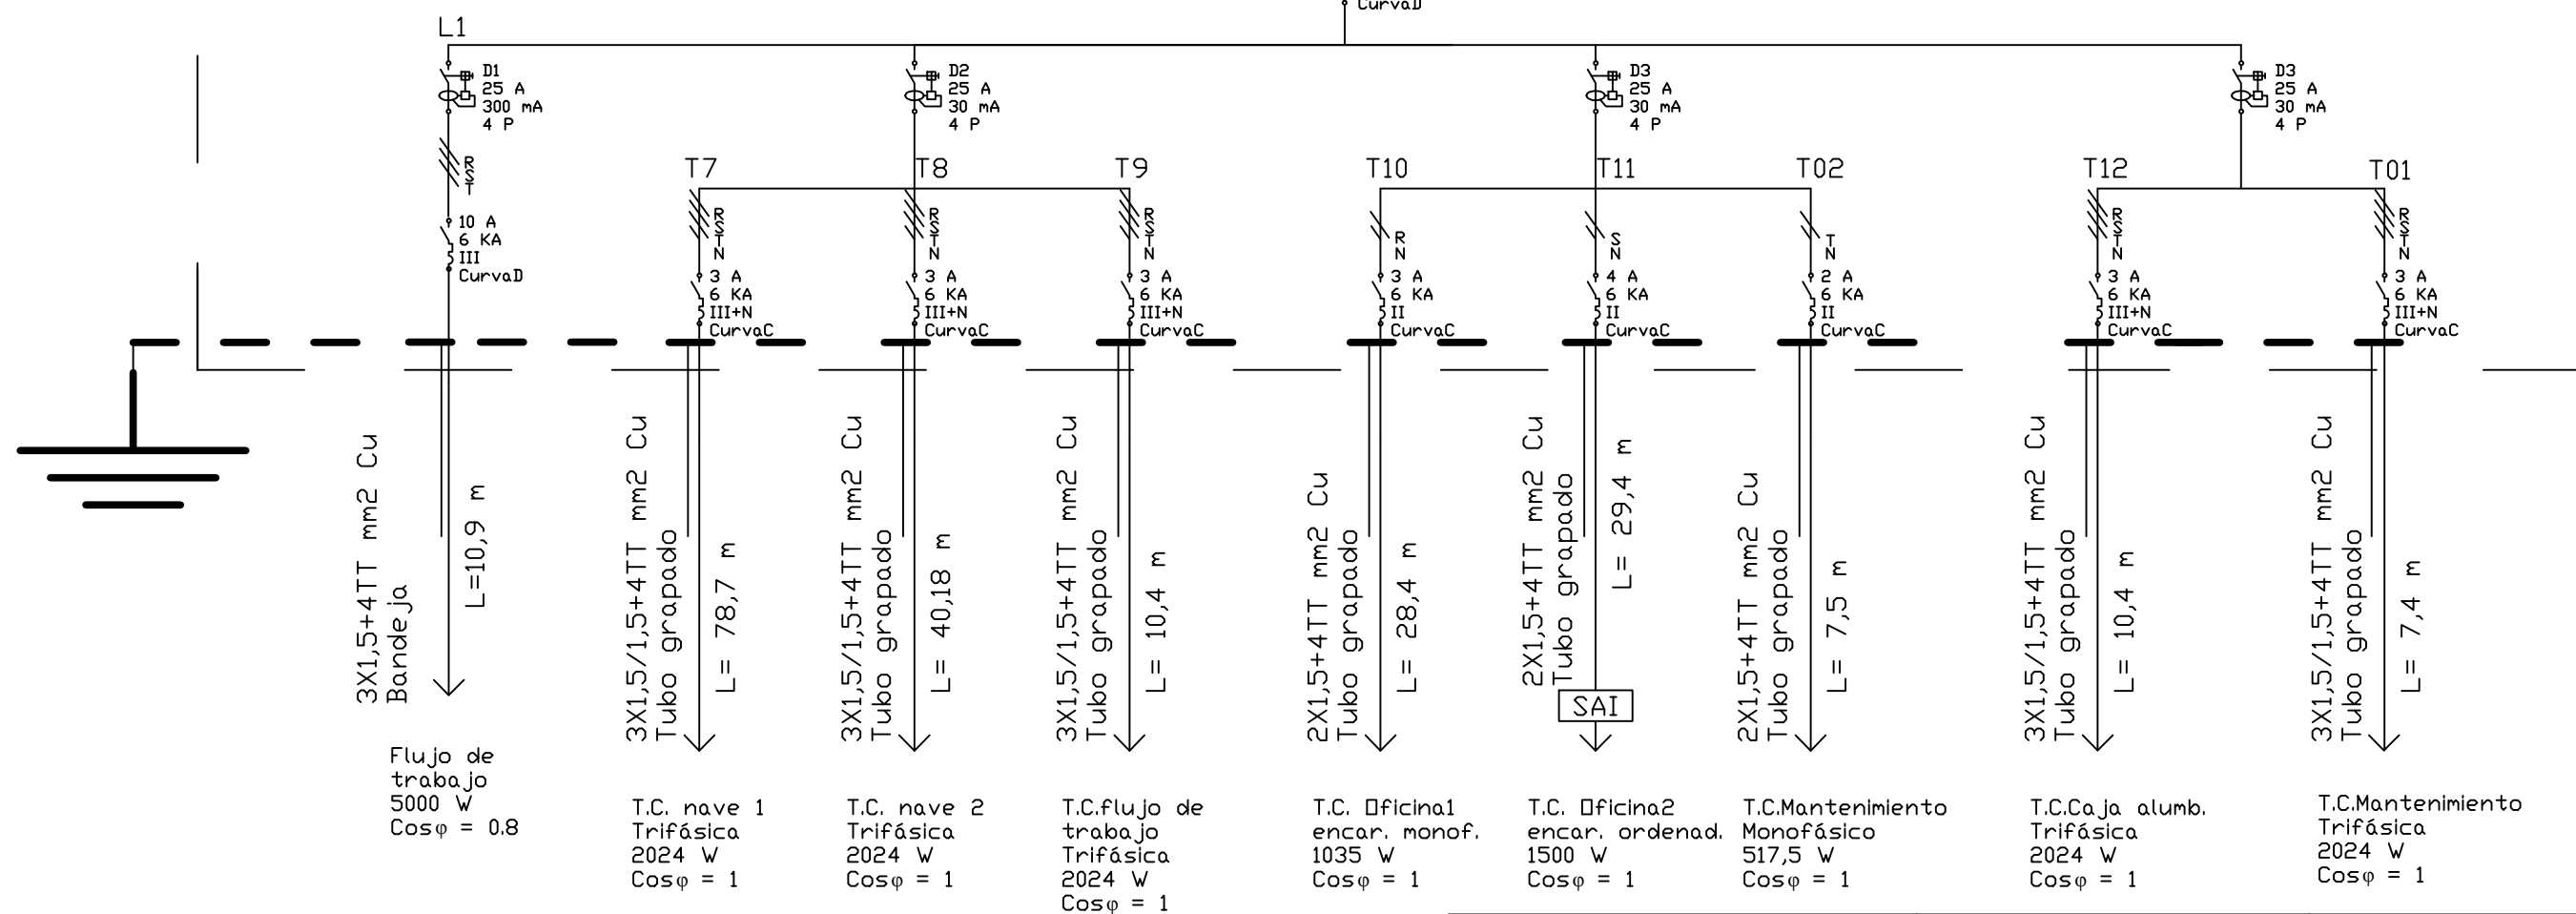 CurvaD
L1
D1
25 A
300 mA
4 P
D2
25 A
30 mA
4 P
D3
25 A
30 mA
4 P
D3
25 A
30 mA
4 P
R
S
T
10 A
6 KA
III
CurvaD
T7
R
S
T
N
3 A
6 KA
III+N
CurvaC
T8
R
S
T
N
3 A
6 KA
III+N
CurvaC
T9
R
S
T
N
3 A
6 KA
III+N
CurvaC
T10
R
N
3 A
6 KA
II
CurvaC
T11
S
N
4 A
6 KA
II
CurvaC
T02
T
N
2 A
6 KA
II
CurvaC
T12
R
S
T
N
3 A
6 KA
III+N
CurvaC
T01
R
S
T
N
3 A
6 KA
III+N
CurvaC
3X1,5+4TT mm2 Cu
Bandeja
L=10,9 m
3X1,5/1,5+4TT mm2 Cu
Tubo grapado
L= 78,7 m
3X1,5/1,5+4TT mm2 Cu
Tubo grapado
L= 40,18 m
3X1,5/1,5+4TT mm2 Cu
Tubo grapado
L= 10,4 m
2X1,5+4TT mm2 Cu
Tubo grapado
L= 28,4 m
2X1,5+4TT mm2 Cu
Tubo grapado
L= 29,4 m
SAI
2X1,5+4TT mm2 Cu
Tubo grapado
L= 7,5 m
3X1,5/1,5+4TT mm2 Cu
Tubo grapado
L= 10,4 m
3X1,5/1,5+4TT mm2 Cu
Tubo grapado
L= 7,4 m
Flujo de
trabajo
5000 W
Cosφ = 0.8
T.C. nave 1
Trifásica
2024 W
Cosφ = 1
T.C. nave 2
Trifásica
2024 W
Cosφ = 1
T.C.flujo de
trabajo
Trifásica
2024 W
Cosφ = 1
T.C. Oficina1
encar. monof.
1035 W
Cosφ = 1
T.C. Oficina2
encar. ordenad.
1500 W
Cosφ = 1
T.C.Mantenimiento
Monofásico
517,5 W
Cosφ = 1
T.C.Caja alumb.
Trifásica
2024 W
Cosφ = 1
T.C.Mantenimiento
Trifásica
2024 W
Cosφ = 1